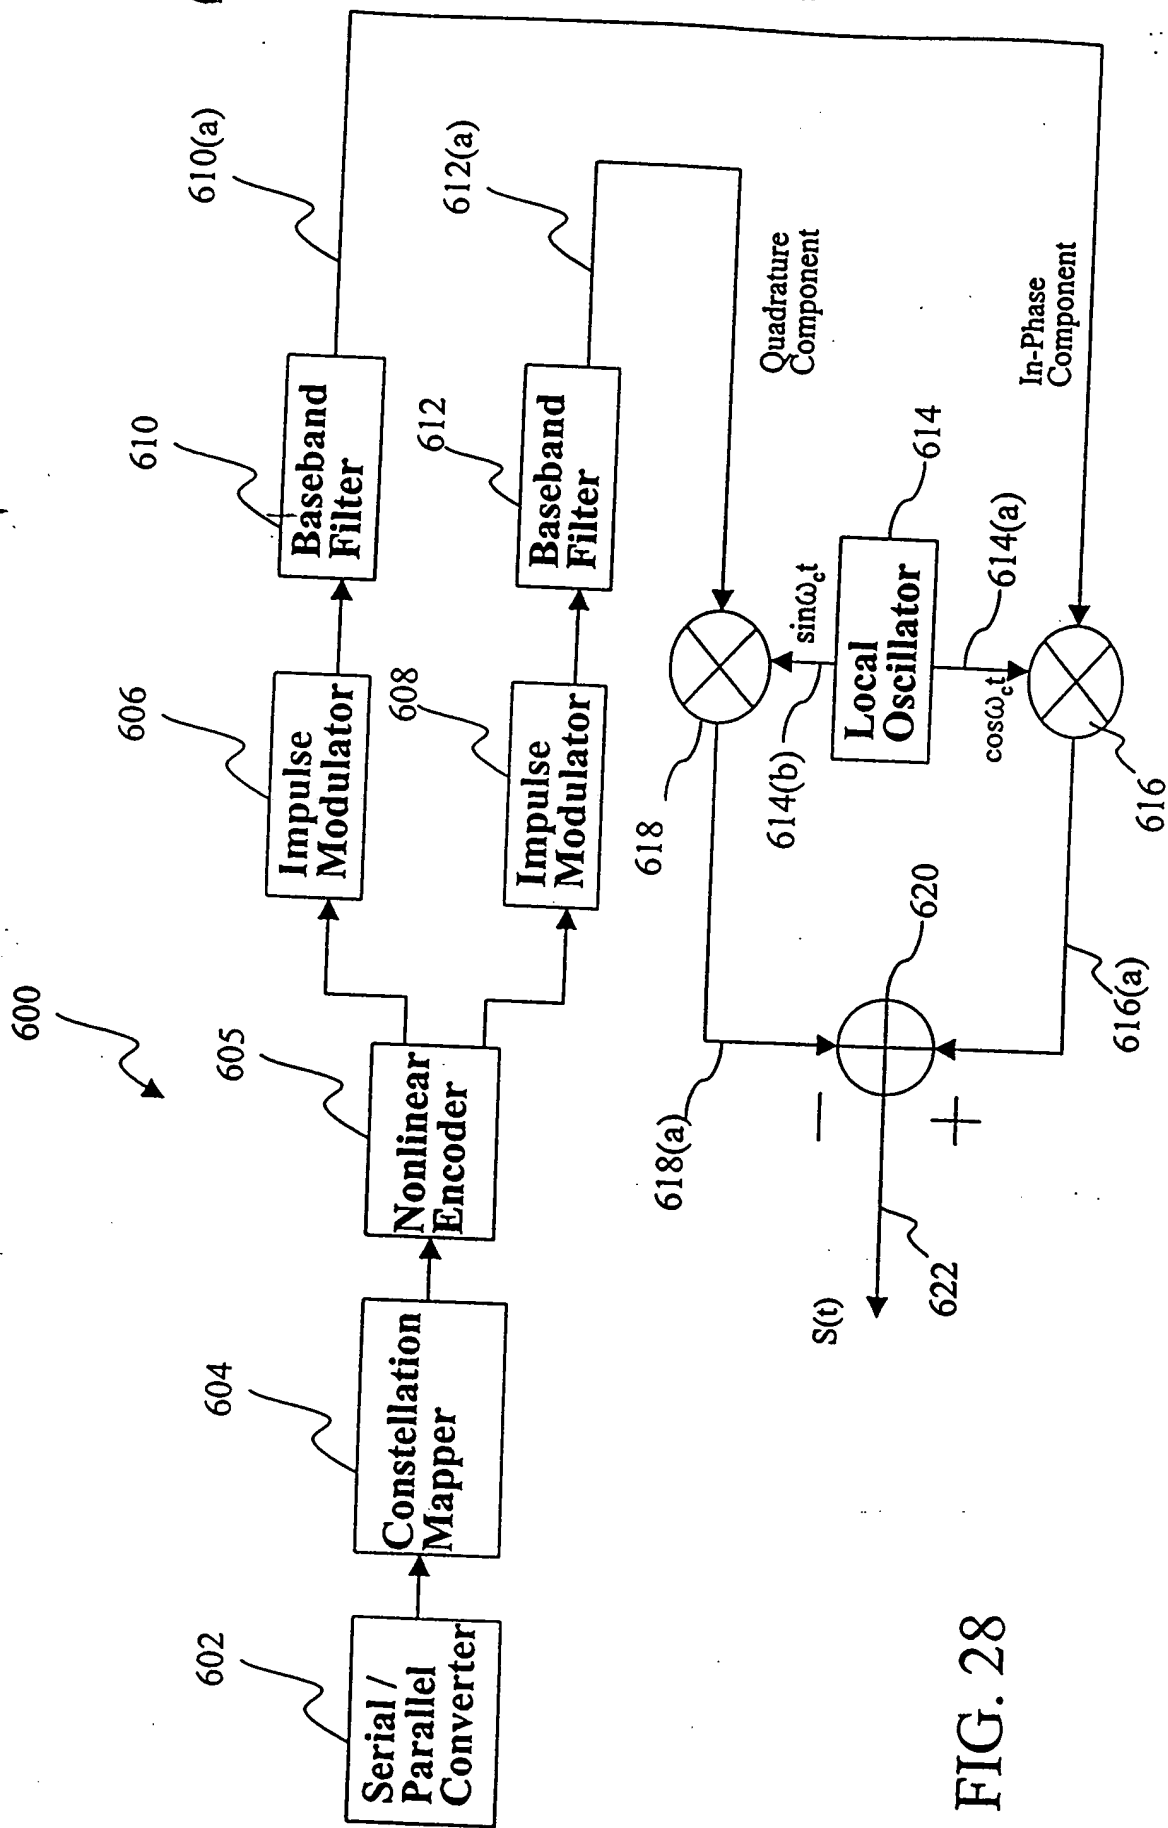 600
602
Serial /
Parallel
Converter
604
Constellation
Mapper
605
Nonlinear
Encoder
606
Impulse
Modulator
610
Baseband
Filter
610(a)
608
Impulse
Modulator
612
Baseband
Filter
612(a)
Quadrature
Component
618
sinω_ct
614(b)
Local
Oscillator
614
614(a)
cosω_ct
In-Phase
Component
616
618(a)
−
620
+
616(a)
S(t)
622
FIG. 28